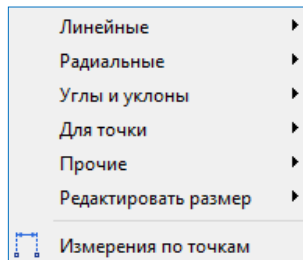 Линейные
Радиальные
Углы и уклоны
Для точки
Прочие
Редактировать размер
Измерения по точкам